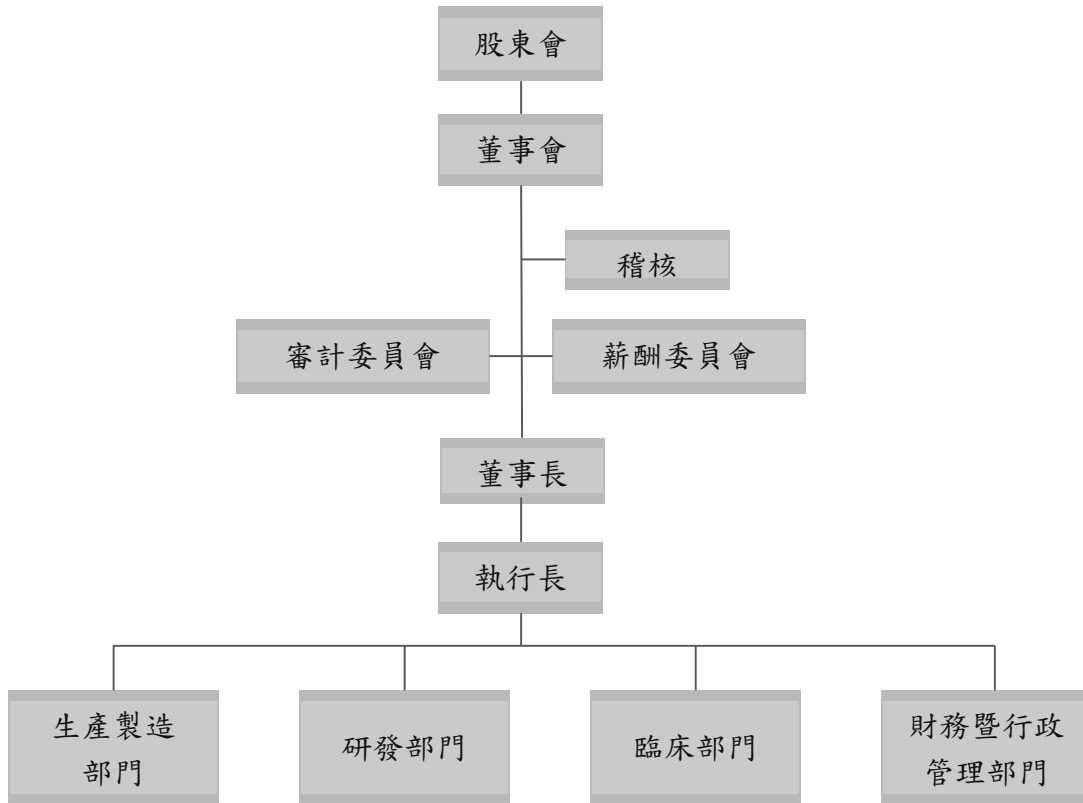 股東會
董事會
稽核
審計委員會
薪酬委員會
董事長
執行長
生產製造
部門
研發部門
臨床部門
財務暨行政
管理部門